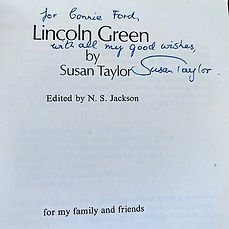 for Connie Ford,
Lincoln Green
with all my good wishes,
by
Susan Taylor Susan Taylor.
Edited by N. S. Jackson
for my family and friends